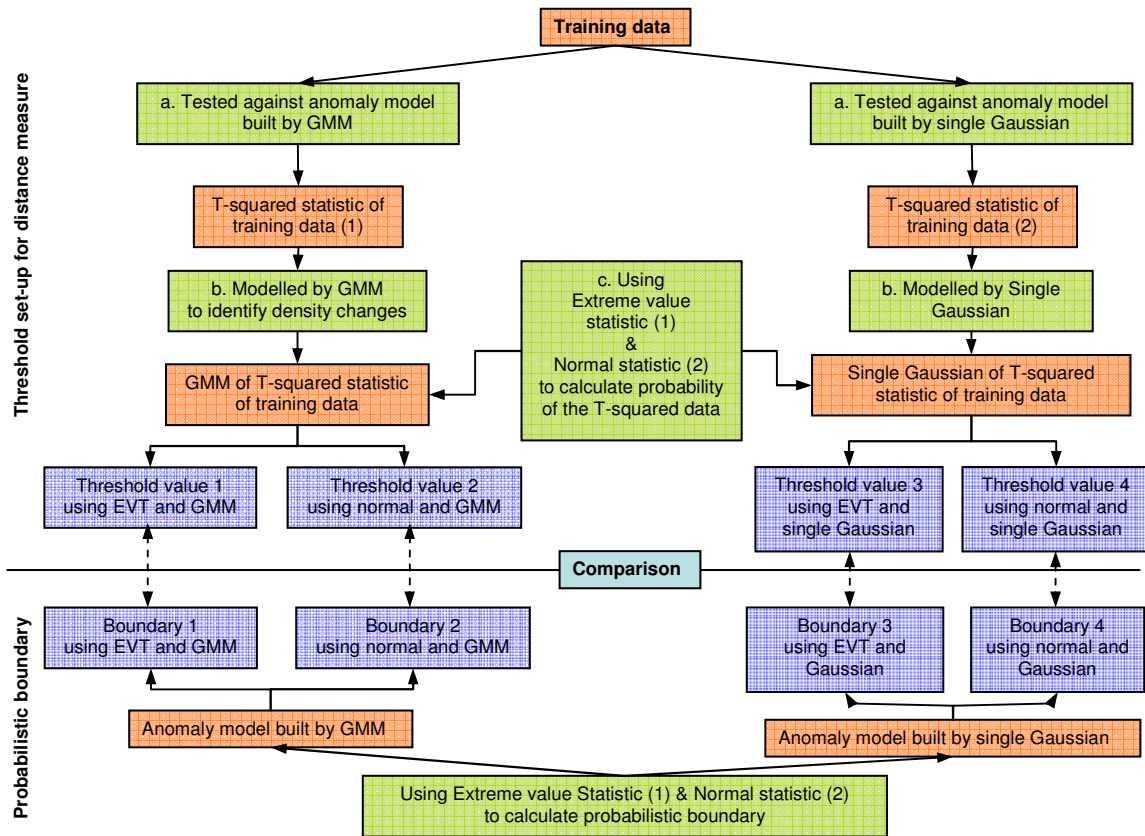 Training data
Threshold set-up for distance measure
a. Tested against anomaly model
built by GMM
a. Tested against anomaly model
built by single Gaussian
T-squared statistic of
training data (1)
T-squared statistic of
training data (2)
b. Modelled by GMM
to identify density changes
c. Using
Extreme value
statistic (1)
&
Normal statistic (2)
to calculate probability
of the T-squared data
b. Modelled by Single
Gaussian
GMM of T-squared statistic
of training data
Single Gaussian of T-squared
statistic of training data
Threshold value 1
using EVT and GMM
Threshold value 2
using normal and GMM
Threshold value 3
using EVT and
single Gaussian
Threshold value 4
using normal and
single Gaussian
Comparison
Probabilistic boundary
Boundary 1
using EVT and GMM
Boundary 2
using normal and GMM
Boundary 3
using EVT and
Gaussian
Boundary 4
using normal and
Gaussian
Anomaly model built by GMM
Anomaly model built by single Gaussian
Using Extreme value Statistic (1) & Normal statistic (2)
to calculate probabilistic boundary